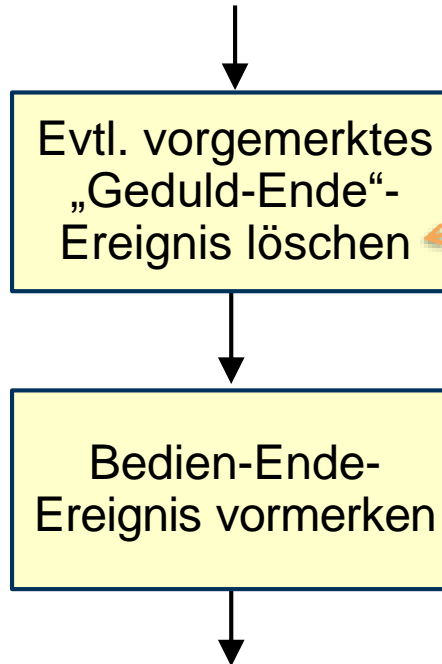 Evtl. vorgemerktes
„Geduld-Ende“-
Ereignis löschen
Bedien-Ende-
Ereignis vormerken